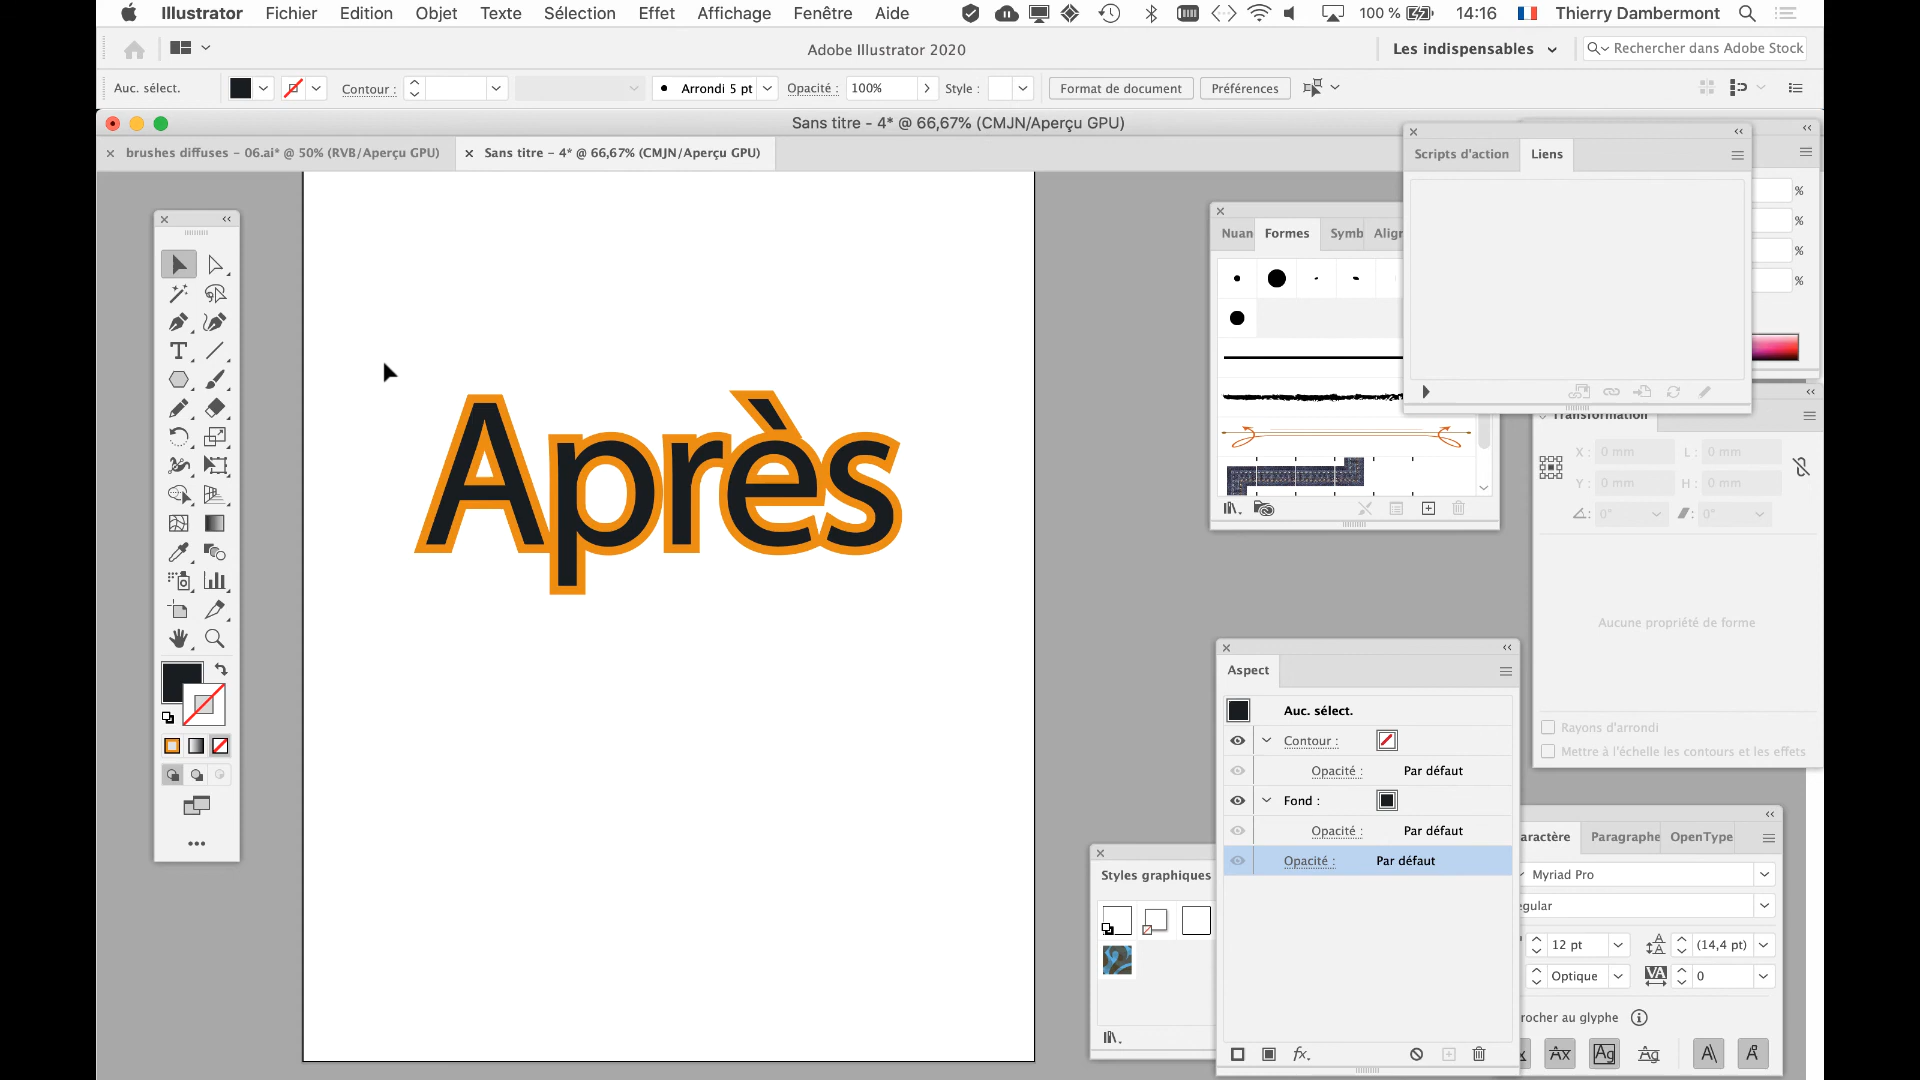 Illustrator Fichier Edition Objet Texte Sélection Effet Affichage Fenêtre Aide 100 % 14:16 Thierry Dambermont
Adobe Illustrator 2020 Les indispensables Rechercher dans Adobe Stock
Auc. sélect. Contour : Arrondi 5 pt Opacité : 100% Style : Format de document Préférences
Sans titre - 4* @ 66,67% (CMJN/Aperçu GPU)
brushes diffuses - 06.ai* @ 50% (RVB/Aperçu GPU) Sans titre - 4* @ 66,67% (CMJN/Aperçu GPU)
Scripts d'action Liens
%
%
%
%
Nuan Formes Symb Align
Après
Transformation
X : 0 mm L : 0 mm
Y : 0 mm H : 0 mm
0° 0°
Aucune propriété de forme
Rayons d'arrondi
Mettre à l'échelle les contours et les effets
Aspect
Auc. sélect.
Contour :
Opacité : Par défaut
Fond :
Opacité : Par défaut
Opacité : Par défaut
Styles graphiques
aractère Paragraphe OpenType
Myriad Pro
egular
12 pt (14,4 pt)
Optique VA 0
rocher au glyphe
fx. x Ax Ag Ag A A